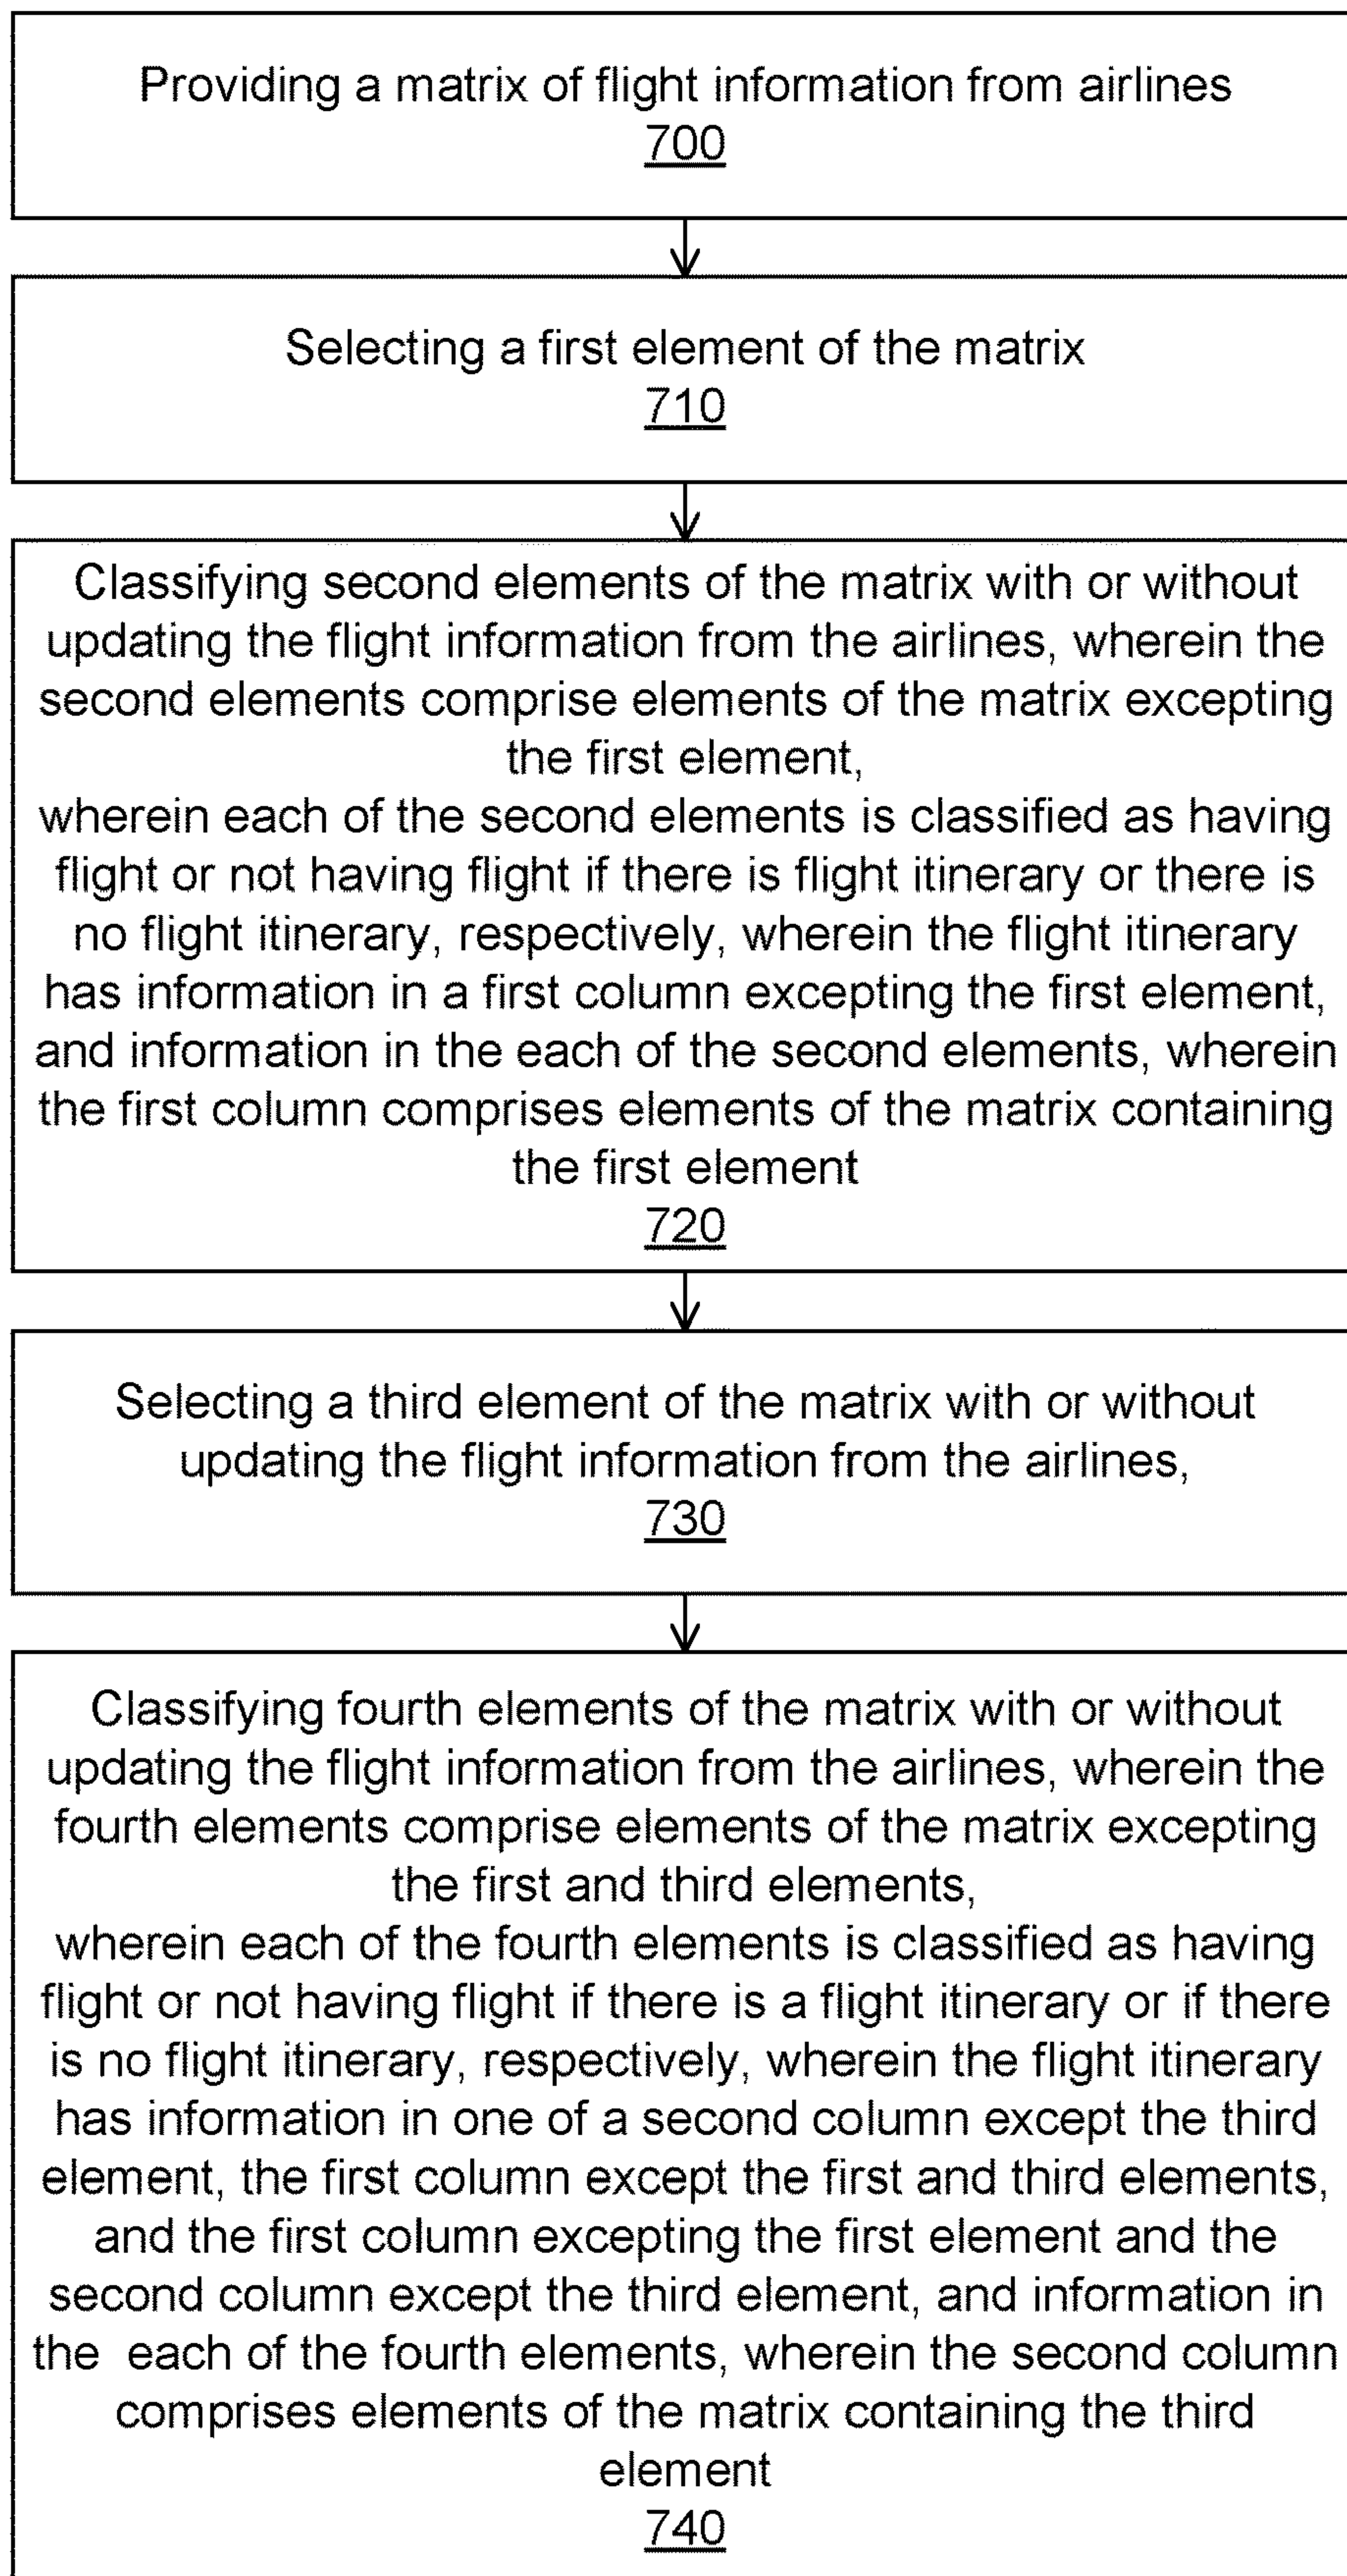 Providing a matrix of flight information from airlines
700
Selecting a first element of the matrix
710
Classifying second elements of the matrix with or without
updating the flight information from the airlines, wherein the
second elements comprise elements of the matrix excepting
the first element,
wherein each of the second elements is classified as having
flight or not having flight if there is flight itinerary or there is
no flight itinerary, respectively, wherein the flight itinerary
has information in a first column excepting the first element,
and information in the each of the second elements, wherein
the first column comprises elements of the matrix containing
the first element
720
Selecting a third element of the matrix with or without
updating the flight information from the airlines,
730
Classifying fourth elements of the matrix with or without
updating the flight information from the airlines, wherein the
fourth elements comprise elements of the matrix excepting
the first and third elements,
wherein each of the fourth elements is classified as having
flight or not having flight if there is a flight itinerary or if there
is no flight itinerary, respectively, wherein the flight itinerary
has information in one of a second column except the third
element, the first column except the first and third elements,
and the first column excepting the first element and the
second column except the third element, and information in
the  each of the fourth elements, wherein the second column
comprises elements of the matrix containing the third
element
740